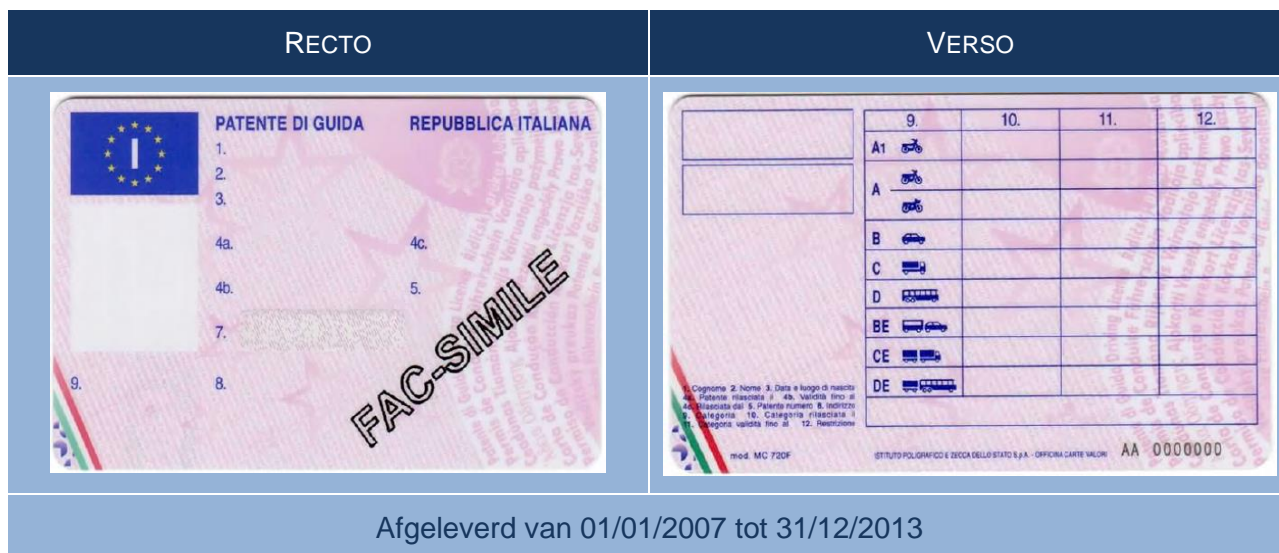 RECTO
VERSO
I
PATENTE DI GUIDA
REPUBBLICA ITALIANA
1.
2.
3.
4a.
4c.
4b.
5.
7.
9.
8.
FAC-SIMILE
9.
10.
11.
12.
A1
A
B
C
D
BE
CE
DE
1. Cognome 2. Nome 3. Data e luogo di nascita
4a. Patente rilasciata il 4b. Validità fino al
4c. Rilasciata dal 5. Patente numero 8. Indirizzo
9. Categoria 10. Categoria rilasciata il
11. Categoria validità fino al 12. Restrizione
mod. MC 720F
ISTITUTO POLIGRAFICO E ZECCA DELLO STATO S.p.A. - OFFICINA CARTE VALORI
AA 0000000
Afgeleverd van 01/01/2007 tot 31/12/2013